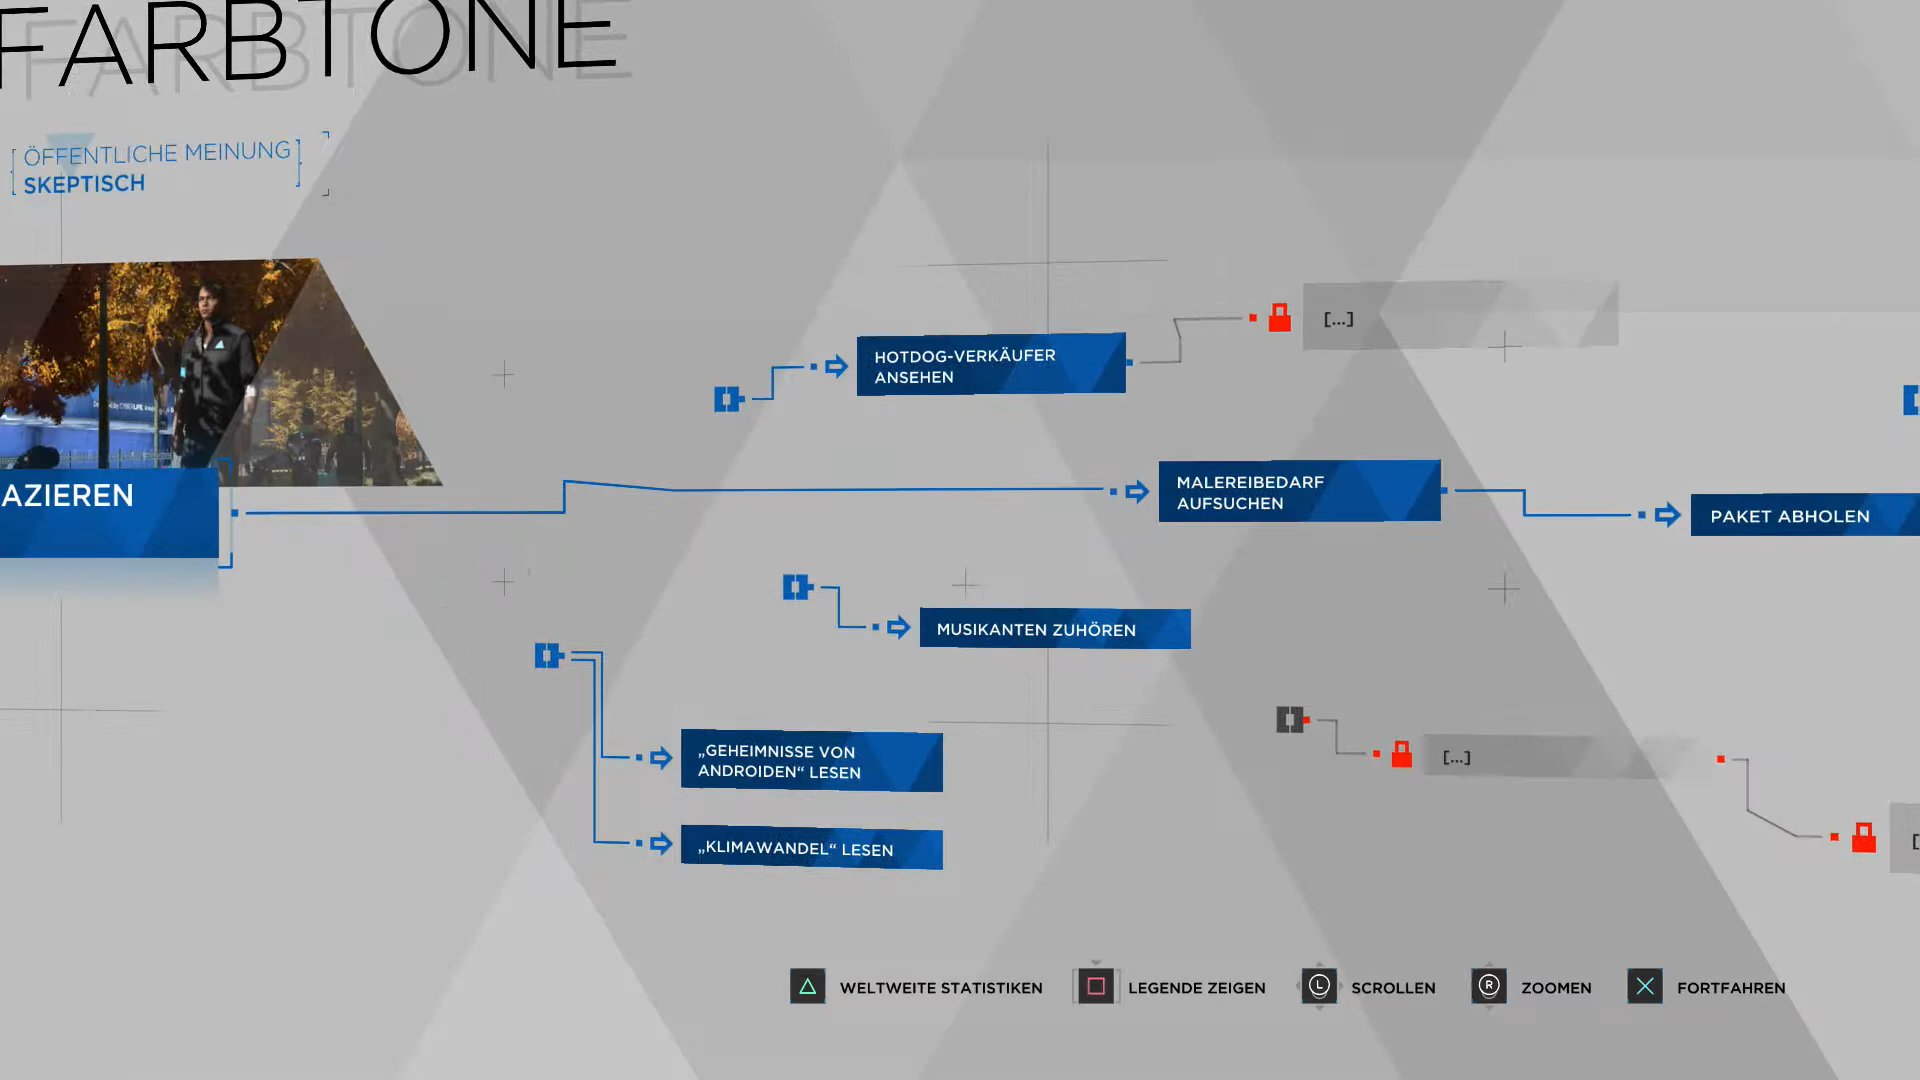 FARBTÖNE
[ÖFFENTLICHE MEINUNG]
SKEPTISCH
AZIEREN
HOTDOG-VERKÄUFER
ANSEHEN
[...]
MALEREIBEDARF
AUFSUCHEN
PAKET ABHOLEN
MUSIKANTEN ZUHÖREN
„GEHEIMNISSE VON
ANDROIDEN“ LESEN
„KLIMAWANDEL“ LESEN
[...]
[
WELTWEITE STATISTIKEN
LEGENDE ZEIGEN
L
SCROLLEN
R
ZOOMEN
FORTFAHREN